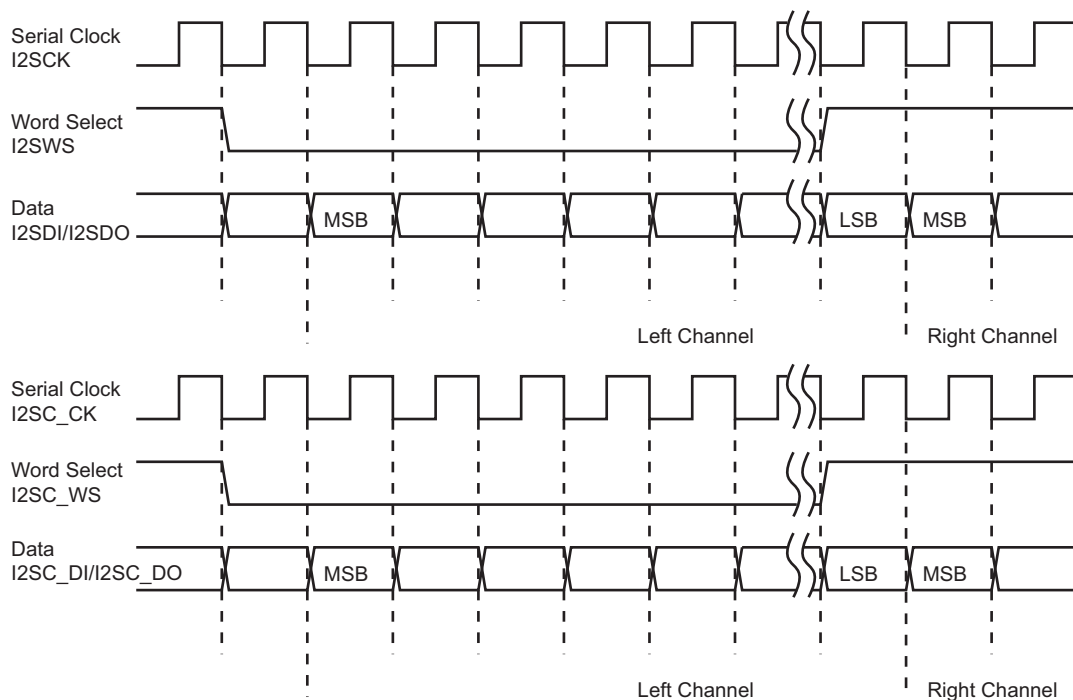 Serial Clock
I2SCK
Word Select
I2SWS
Data
I2SDI/I2SDO
MSB
LSB
MSB
Left Channel
Right Channel
Serial Clock
I2SC_CK
Word Select
I2SC_WS
Data
I2SC_DI/I2SC_DO
MSB
LSB
MSB
Left Channel
Right Channel